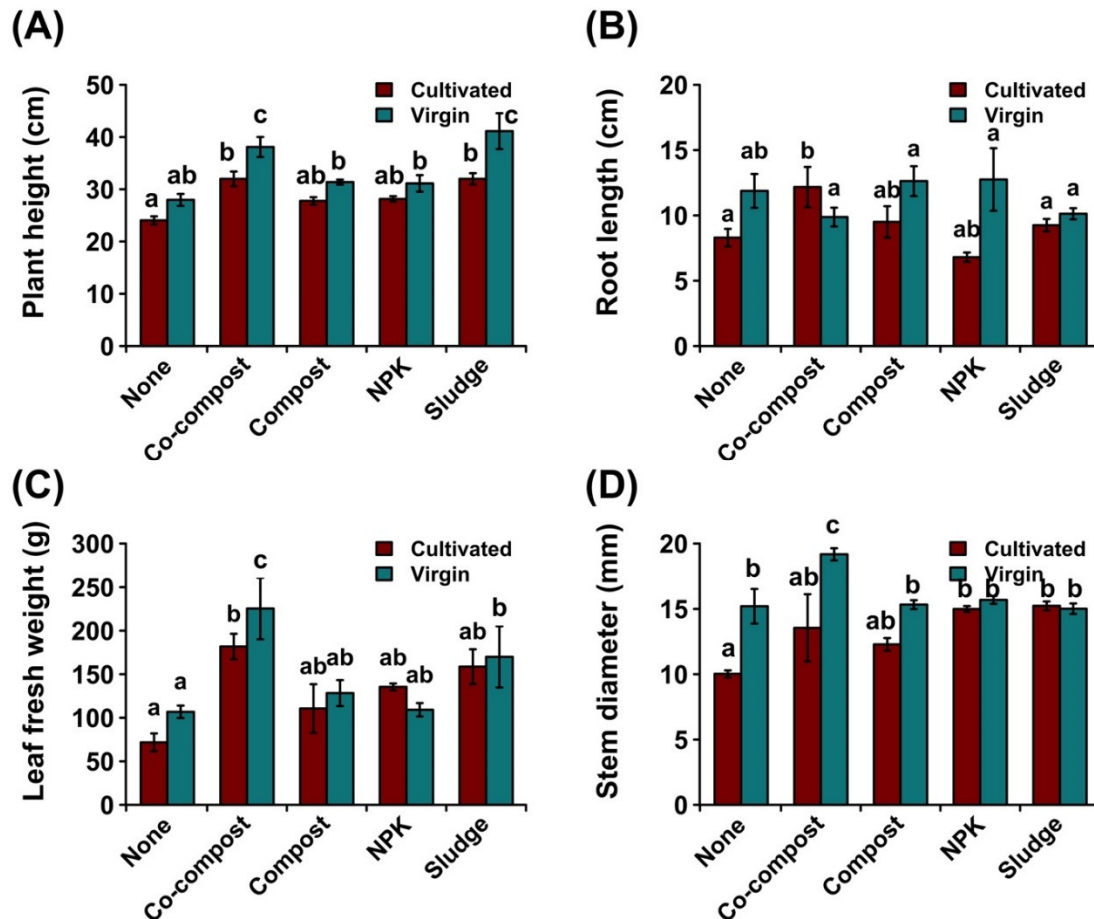 (A)
Plant height (cm)
50
40
30
20
10
0
Cultivated
Virgin
a ab b c ab b ab b b c
None Co-compost Compost NPK Sludge
(B)
Root length (cm)
20
15
10
5
0
Cultivated
Virgin
a ab b a ab a ab a a a
None Co-compost Compost NPK Sludge
(C)
Leaf fresh weight (g)
300
250
200
150
100
50
0
Cultivated
Virgin
a a b c ab ab ab ab ab b
None Co-compost Compost NPK Sludge
(D)
Stem diameter (mm)
20
15
10
5
0
Cultivated
Virgin
a b ab c ab b b b b b
None Co-compost Compost NPK Sludge